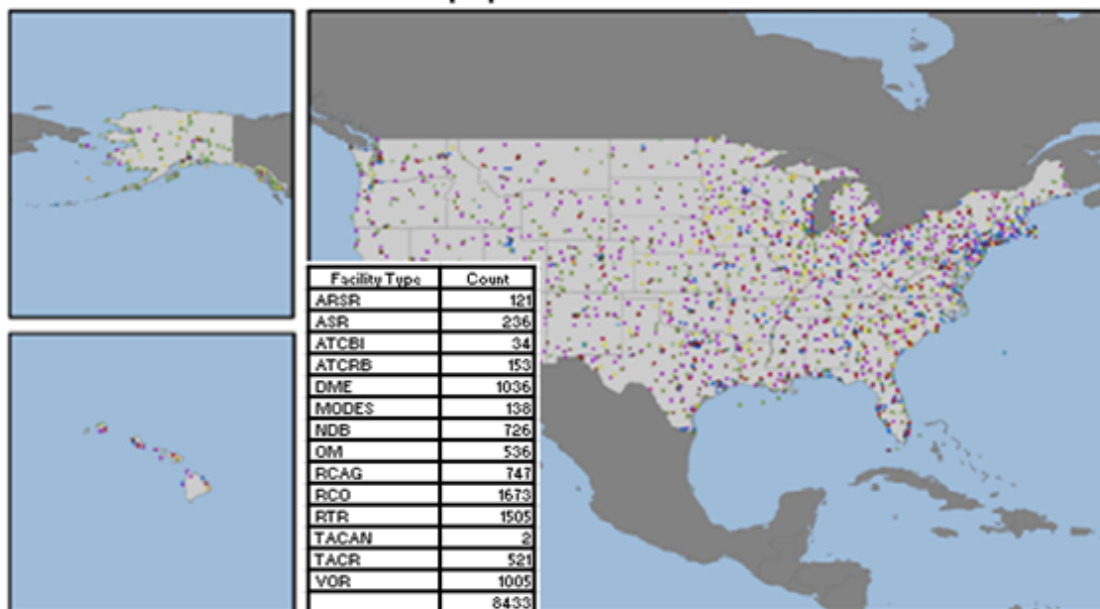 Facility Type Count
ARSR 121
ASR 236
ATCBI 34
ATCRB 153
DME 1036
MODES 138
NDB 726
OM 536
RCAG 747
RCO 1673
RTR 1505
TACAN 2
TACR 521
VOR 1005
8433